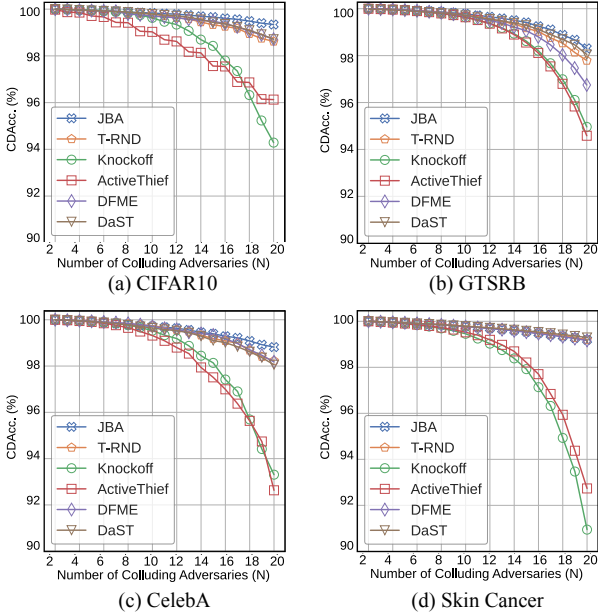 100
98
96
94
92
90
CDAcc. (%)
JBA
T-RND
Knockoff
ActiveThief
DFME
DaST
2 4 6 8 10 12 14 16 18 20
Number of Colluding Adversaries (N)
(a) CIFAR10
100
98
96
94
92
90
CDAcc. (%)
JBA
T-RND
Knockoff
ActiveThief
DFME
DaST
2 4 6 8 10 12 14 16 18 20
Number of Colluding Adversaries (N)
(b) GTSRB
100
98
96
94
92
90
CDAcc. (%)
JBA
T-RND
Knockoff
ActiveThief
DFME
DaST
2 4 6 8 10 12 14 16 18 20
Number of Colluding Adversaries (N)
(c) CelebA
100
98
96
94
92
90
CDAcc. (%)
JBA
T-RND
Knockoff
ActiveThief
DFME
DaST
2 4 6 8 10 12 14 16 18 20
Number of Colluding Adversaries (N)
(d) Skin Cancer